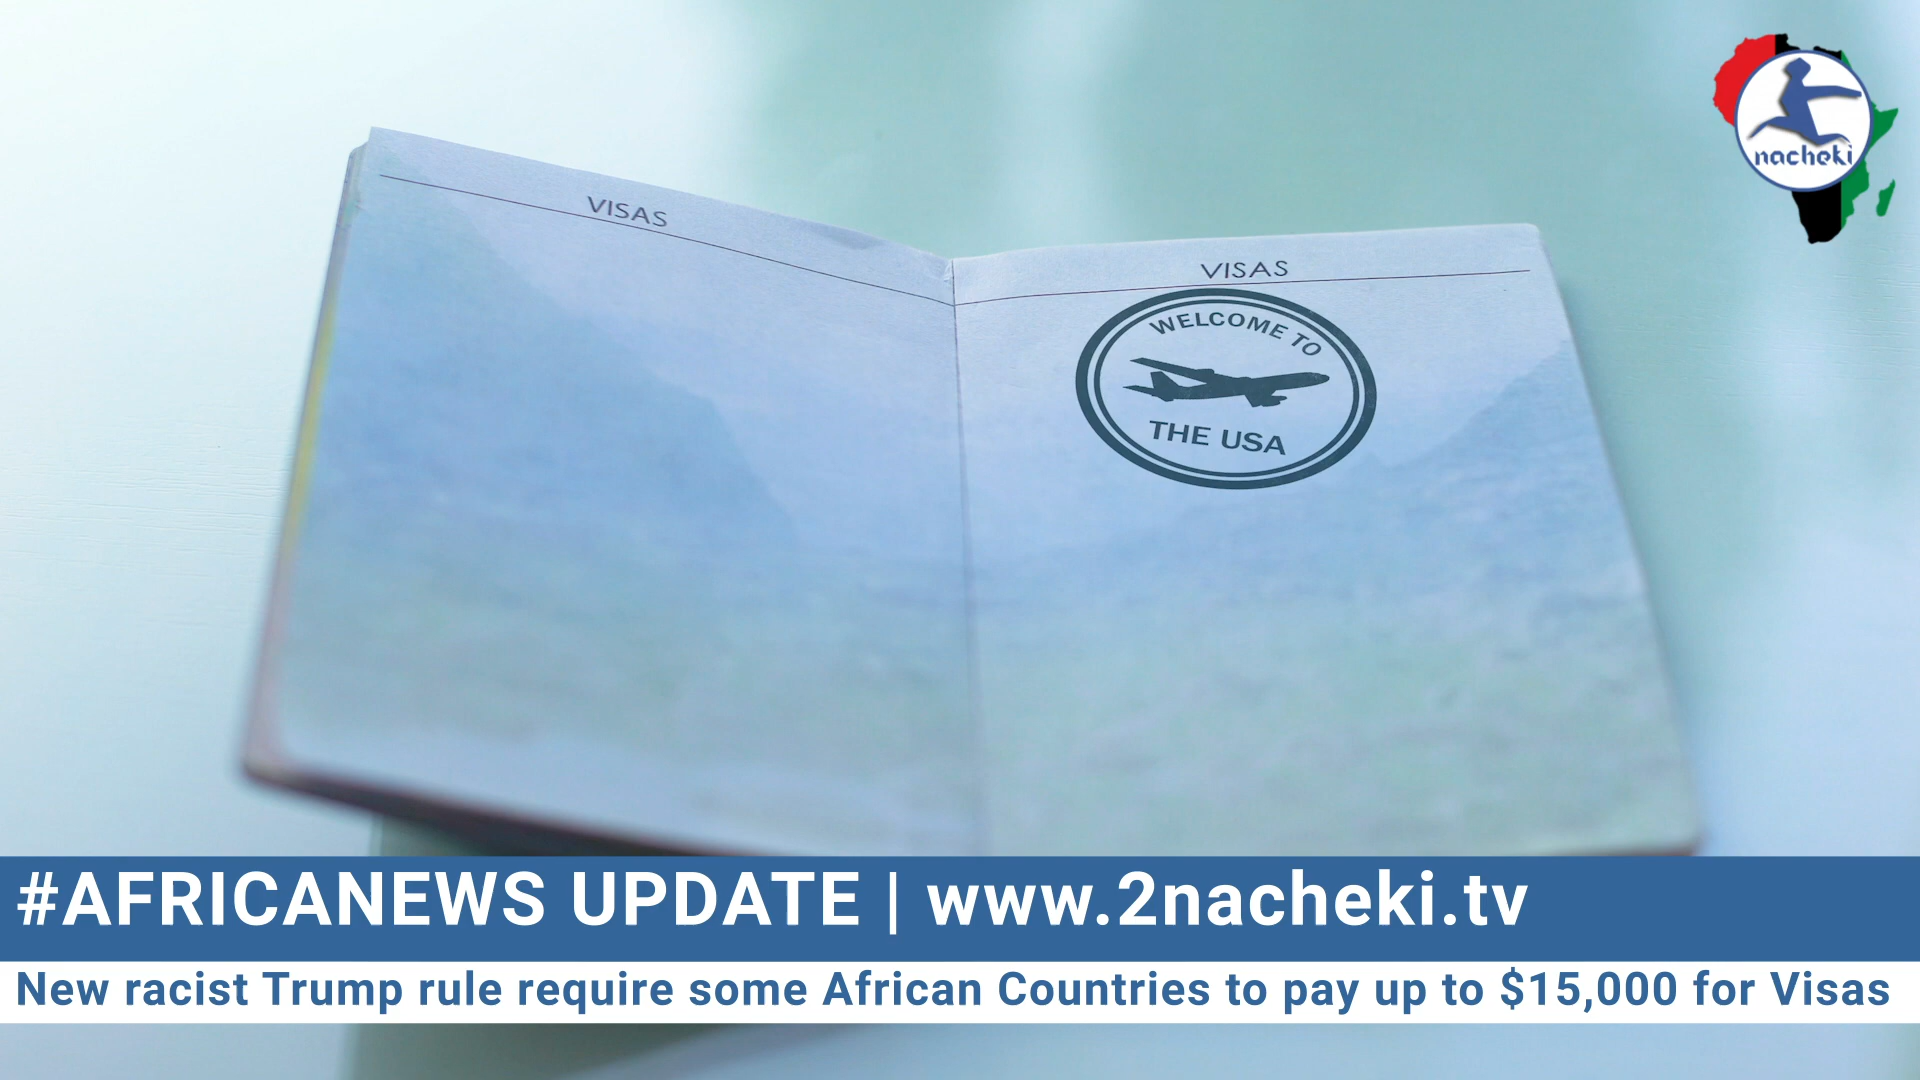 nacheki
VISAS
VISAS
WELCOME TO
THE USA
#AFRICANEWS UPDATE | www.2nacheki.tv
New racist Trump rule require some African Countries to pay up to $15,000 for Visas